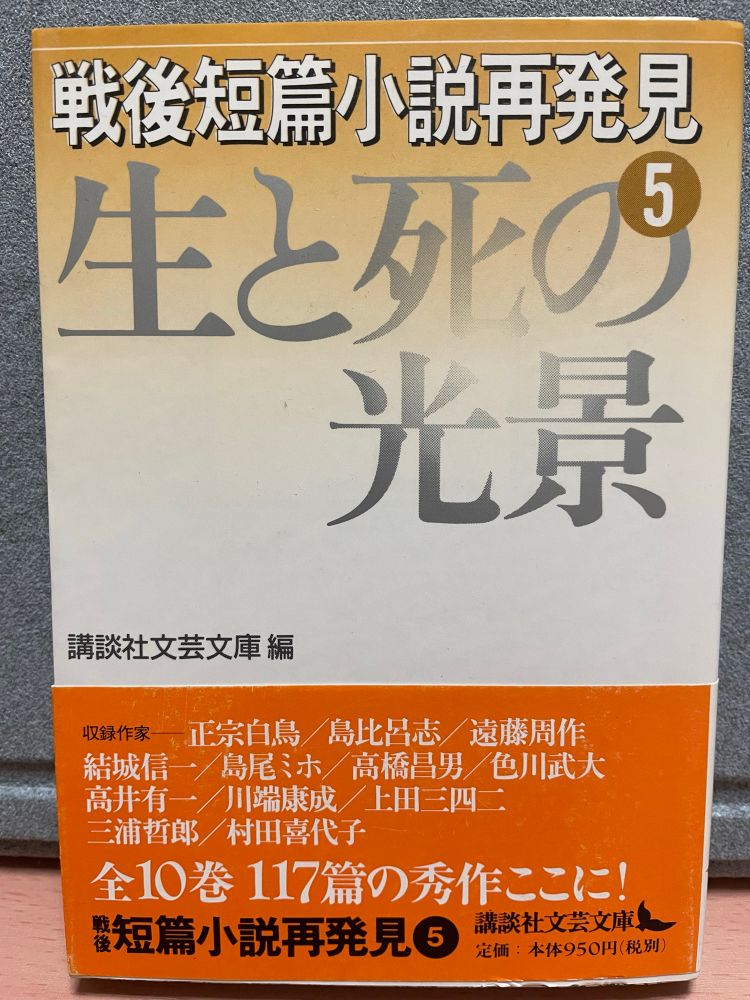 戦後短篇小説再発見
5
生と死の
光景
講談社文芸文庫 編
収録作家──正宗白鳥／島比呂志／遠藤周作
結城信一／島尾ミホ／高橋昌男／色川武大
高井有一／川端康成／上田三四二
三浦哲郎／村田喜代子
全10巻 117篇の秀作ここに！
戦後 短篇小説再発見 5
講談社文芸文庫
定価：本体950円（税別）